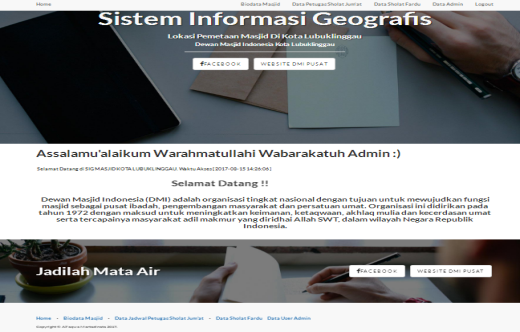 Home Biodata Masjid Data Petugas Sholat Jum'at Data Sholat Fardu Data Admin Logout
Sistem Informasi Geografis
Lokasi Pemetaan Masjid Di Kota Lubuklinggau
Dewan Masjid Indonesia Kota Lubuklinggau
FACEBOOK WEBSITE DMI PUSAT
Assalamu'alaikum Warahmatullahi Wabarakatuh Admin :)
Selamat Datang di SIG MASJID KOTA LUBUKLINGGAU. Waktu Akses [ 2017-08-15 14:26:06 ]
Selamat Datang !!
Dewan Masjid Indonesia (DMI) adalah organisasi tingkat nasional dengan tujuan untuk mewujudkan fungsi
masjid sebagai pusat ibadah, pengembangan masyarakat dan persatuan umat. Organisasi ini didirikan pada
tahun 1972 dengan maksud untuk meningkatkan keimanan, ketaqwaan, akhlaq mulia dan kecerdasan umat
serta tercapainya masyarakat adil makmur yang diridhai Allah SWT, dalam wilayah Negara Republik
Indonesia.
Jadilah Mata Air
FACEBOOK WEBSITE DMI PUSAT
Home - Biodata Masjid - Data Jadwal Petugas Sholat Jum'at - Data Sholat Fardu Data User Admin
Copyright ©